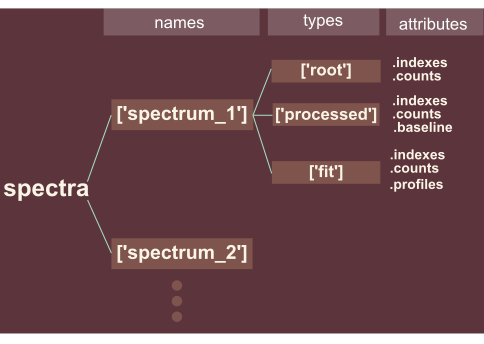 names types attributes
['root'] .indexes
.counts
['spectrum_1'] ['processed'] .indexes
.counts
.baseline
['fit'] .indexes
.counts
.profiles
spectra
['spectrum_2']